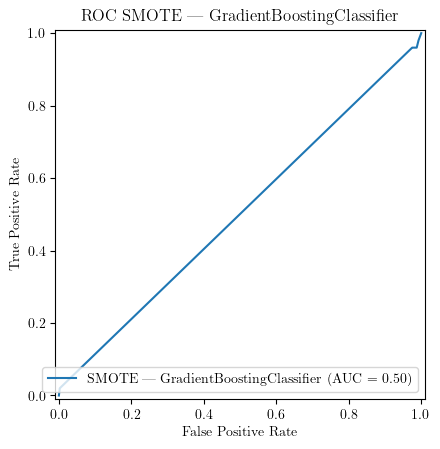 ROC SMOTE — GradientBoostingClassifier
1.0
0.8
0.6
0.4
0.2
0.0
True Positive Rate
SMOTE — GradientBoostingClassifier (AUC = 0.50)
0.0 0.2 0.4 0.6 0.8 1.0
False Positive Rate